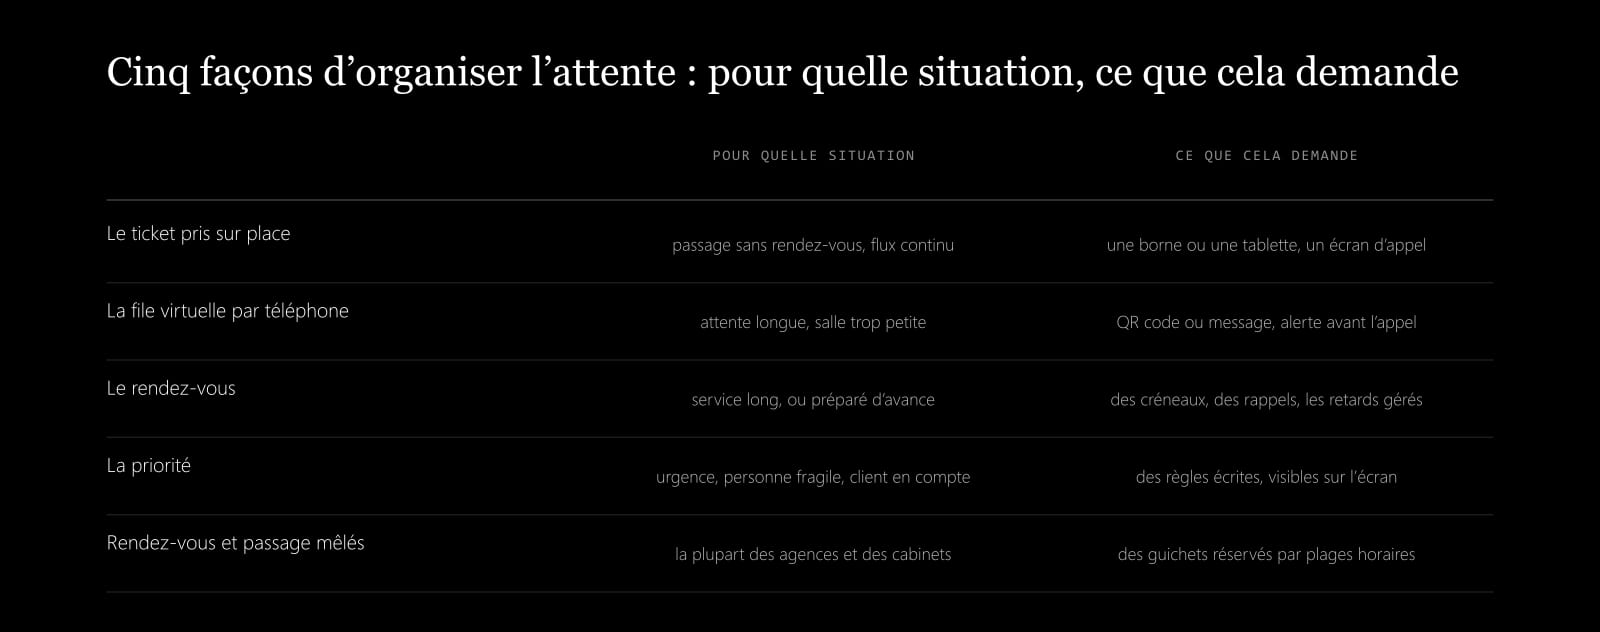 Cinq façons d’organiser l’attente : pour quelle situation, ce que cela demande
POUR QUELLE SITUATION CE QUE CELA DEMANDE
Le ticket pris sur place passage sans rendez-vous, flux continu une borne ou une tablette, un écran d’appel
La file virtuelle par téléphone attente longue, salle trop petite QR code ou message, alerte avant l’appel
Le rendez-vous service long, ou préparé d’avance des créneaux, des rappels, les retards gérés
La priorité urgence, personne fragile, client en compte des règles écrites, visibles sur l’écran
Rendez-vous et passage mêlés la plupart des agences et des cabinets des guichets réservés par plages horaires